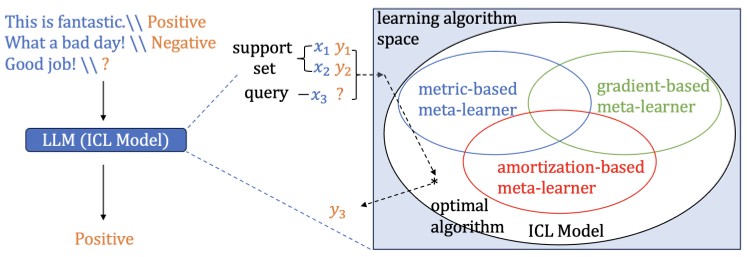 This is fantastic.\\ Positive
What a bad day! \\ Negative
Good job! \\ ?
LLM (ICL Model)
Positive
support
set
x1 y1
x2 y2
query
x3 ?
y3
learning algorithm
space
metric-based
meta-learner
gradient-based
meta-learner
amortization-based
meta-learner
*
optimal
algorithm
ICL Model